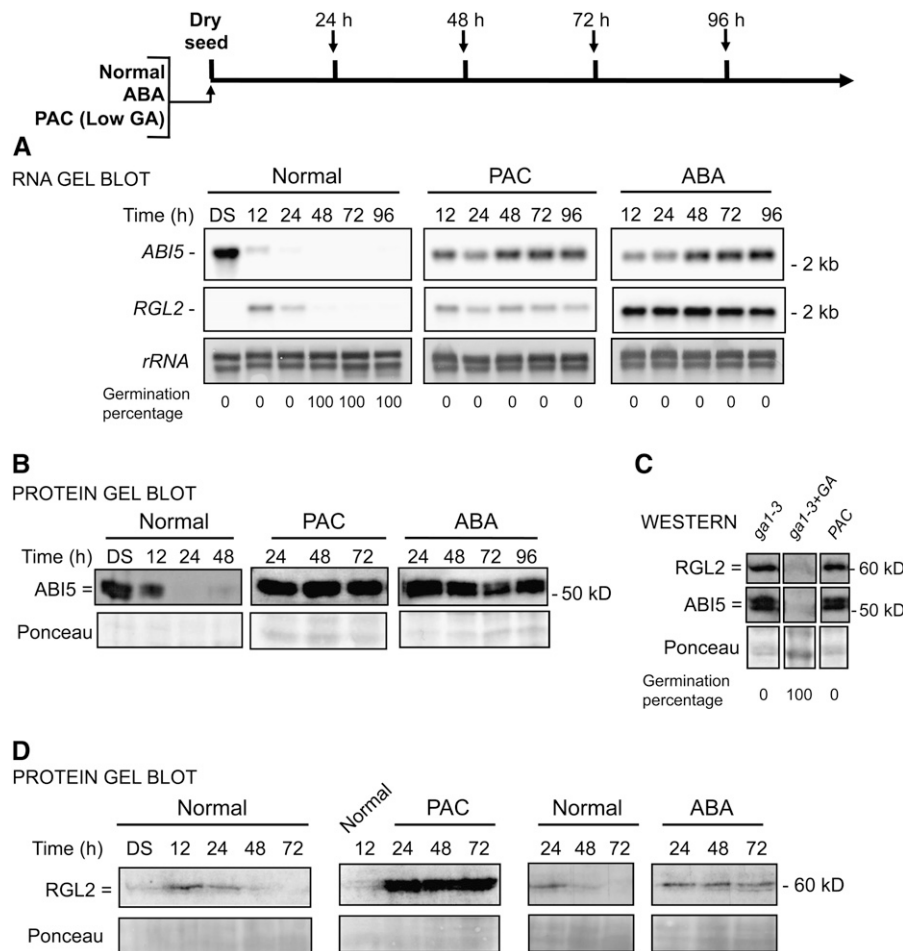 Dry seed 24 h 48 h 72 h 96 h
Normal
ABA
PAC (Low GA)
A
RNA GEL BLOT Normal PAC ABA
Time (h) DS 12 24 48 72 96 12 24 48 72 96 12 24 48 72 96
ABI5 - - 2 kb
RGL2 - - 2 kb
rRNA
Germination percentage 0 0 0 100 100 100 0 0 0 0 0 0 0 0 0 0
B
PROTEIN GEL BLOT
Normal PAC ABA
Time (h) DS 12 24 48 24 48 72 24 48 72 96
ABI5 = - 50 kD
Ponceau
C
WESTERN ga1-3 ga1-3+GA PAC
RGL2 = - 60 kD
ABI5 = - 50 kD
Ponceau
Germination percentage 0 100 0
D
PROTEIN GEL BLOT
Normal Normal PAC Normal ABA
Time (h) DS 12 24 48 72 12 24 48 72 24 48 72 24 48 72
RGL2 = - 60 kD
Ponceau